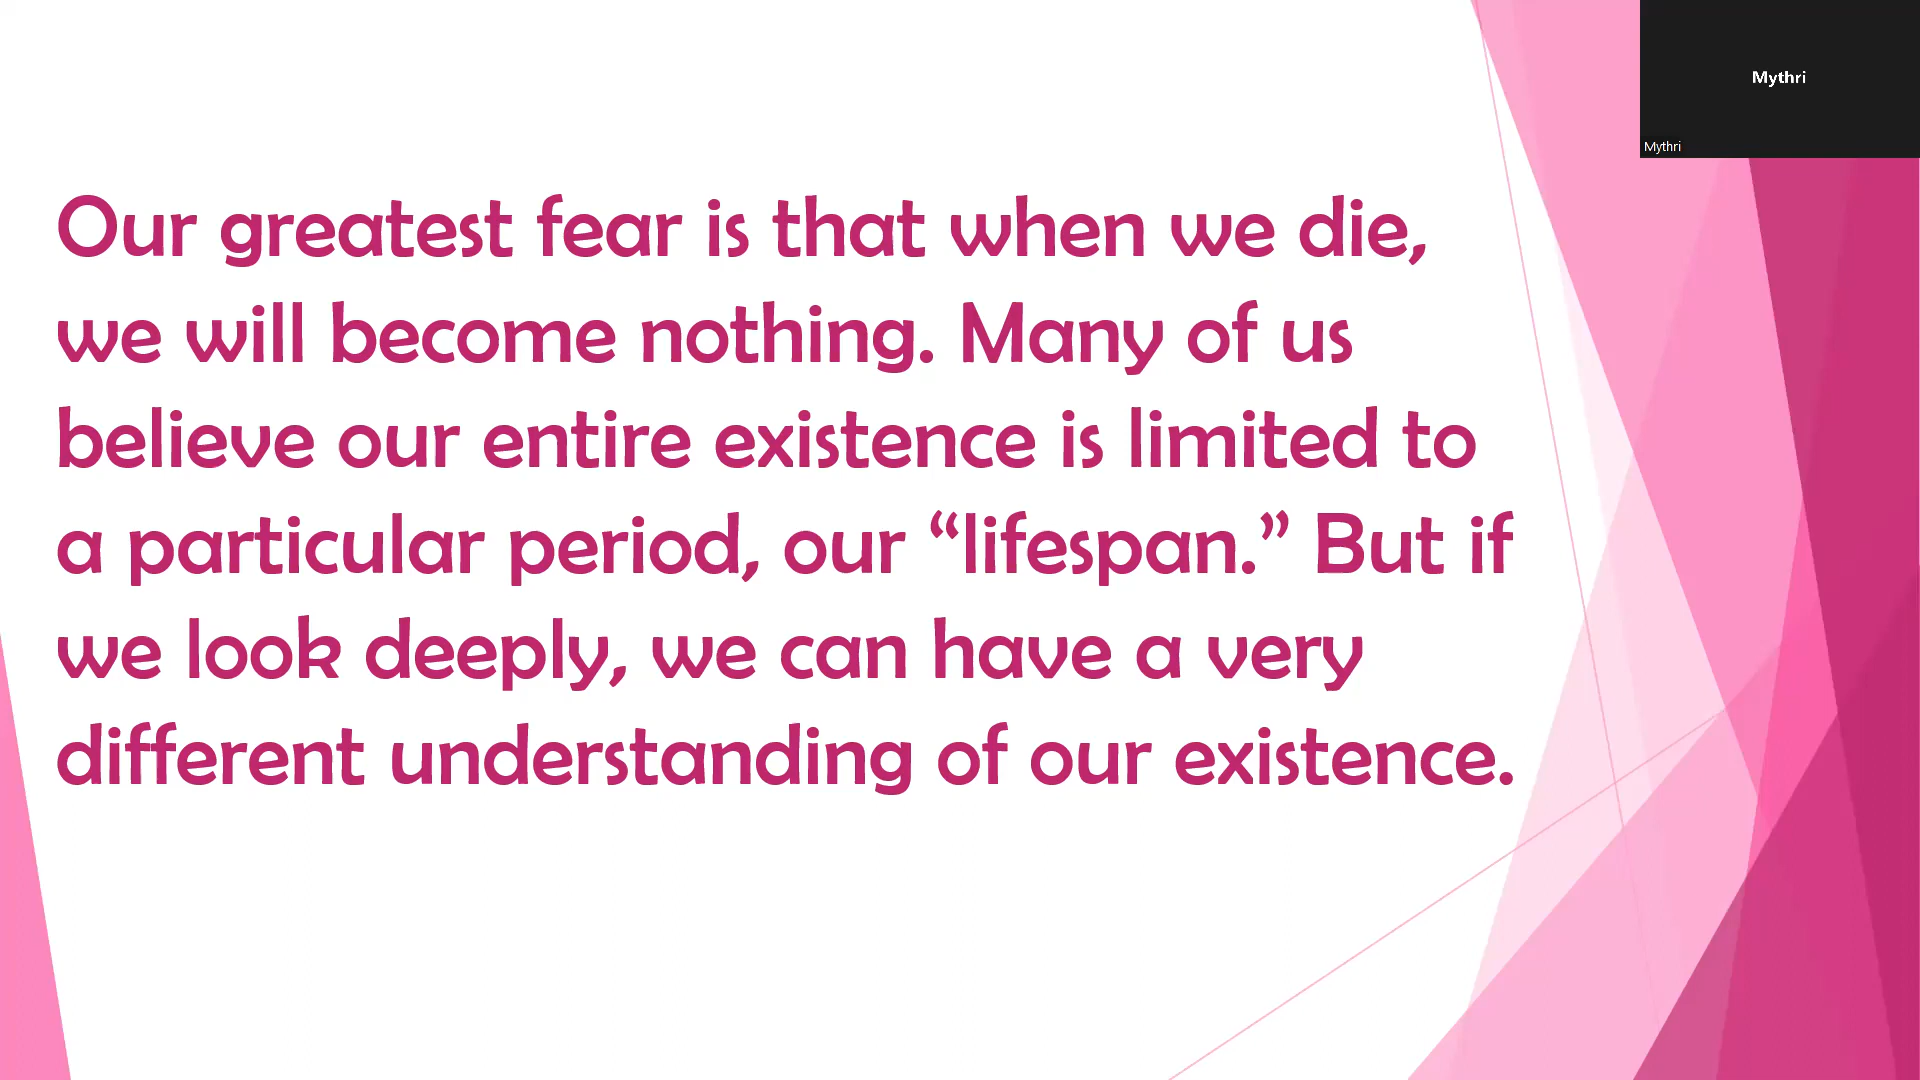 Mythri
Mythri
Our greatest fear is that when we die,
we will become nothing. Many of us
believe our entire existence is limited to
a particular period, our “lifespan.” But if
we look deeply, we can have a very
different understanding of our existence.